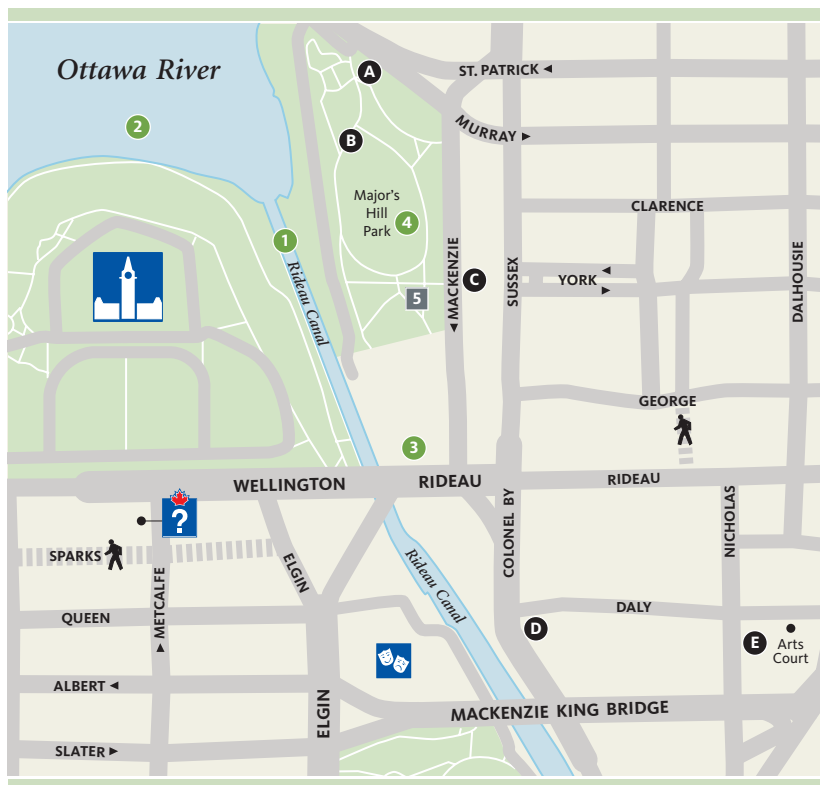 Ottawa River
A
ST. PATRICK
2
MURRAY
B
Major's
Hill
Park
4
CLARENCE
1
Rideau Canal
MACKENZIE
C
SUSSEX
YORK
DALHOUSIE
5
GEORGE
3
WELLINGTON
RIDEAU
RIDEAU
?
SPARKS
METCALFE
ELGIN
Rideau Canal
COLONEL BY
NICHOLAS
QUEEN
DALY
D
E
Arts
Court
ALBERT
ELGIN
MACKENZIE KING BRIDGE
SLATER